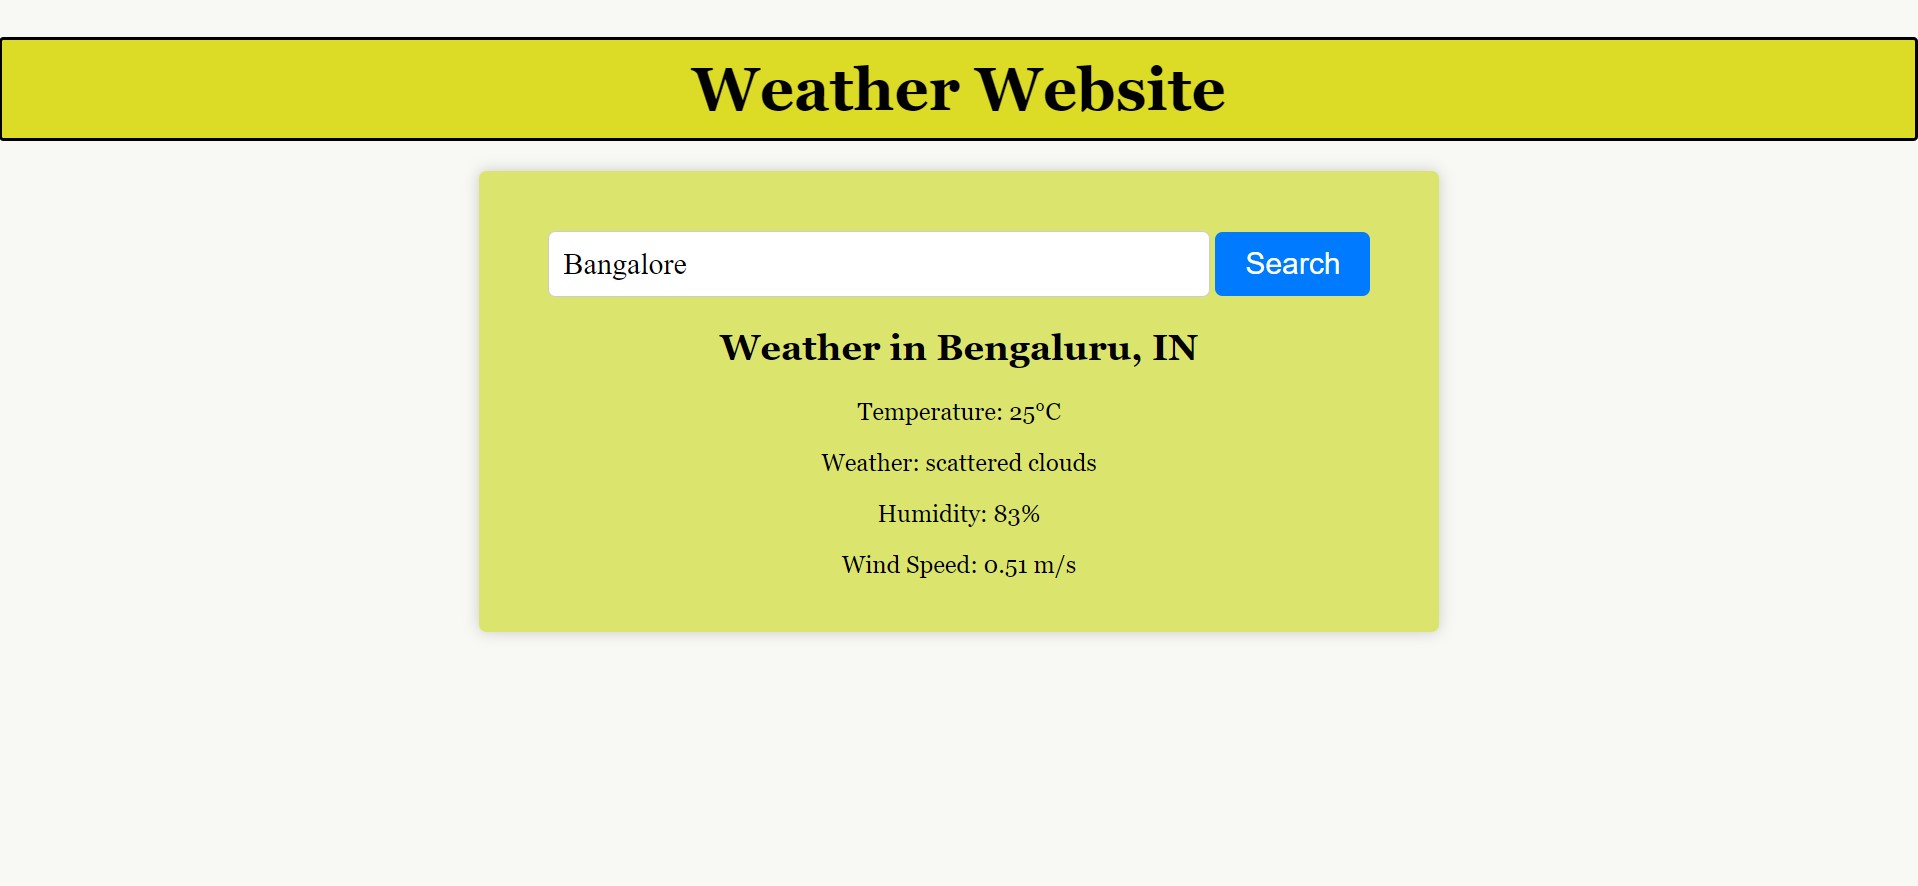 Weather Website
Bangalore Search
Weather in Bengaluru, IN
Temperature: 25°C
Weather: scattered clouds
Humidity: 83%
Wind Speed: 0.51 m/s